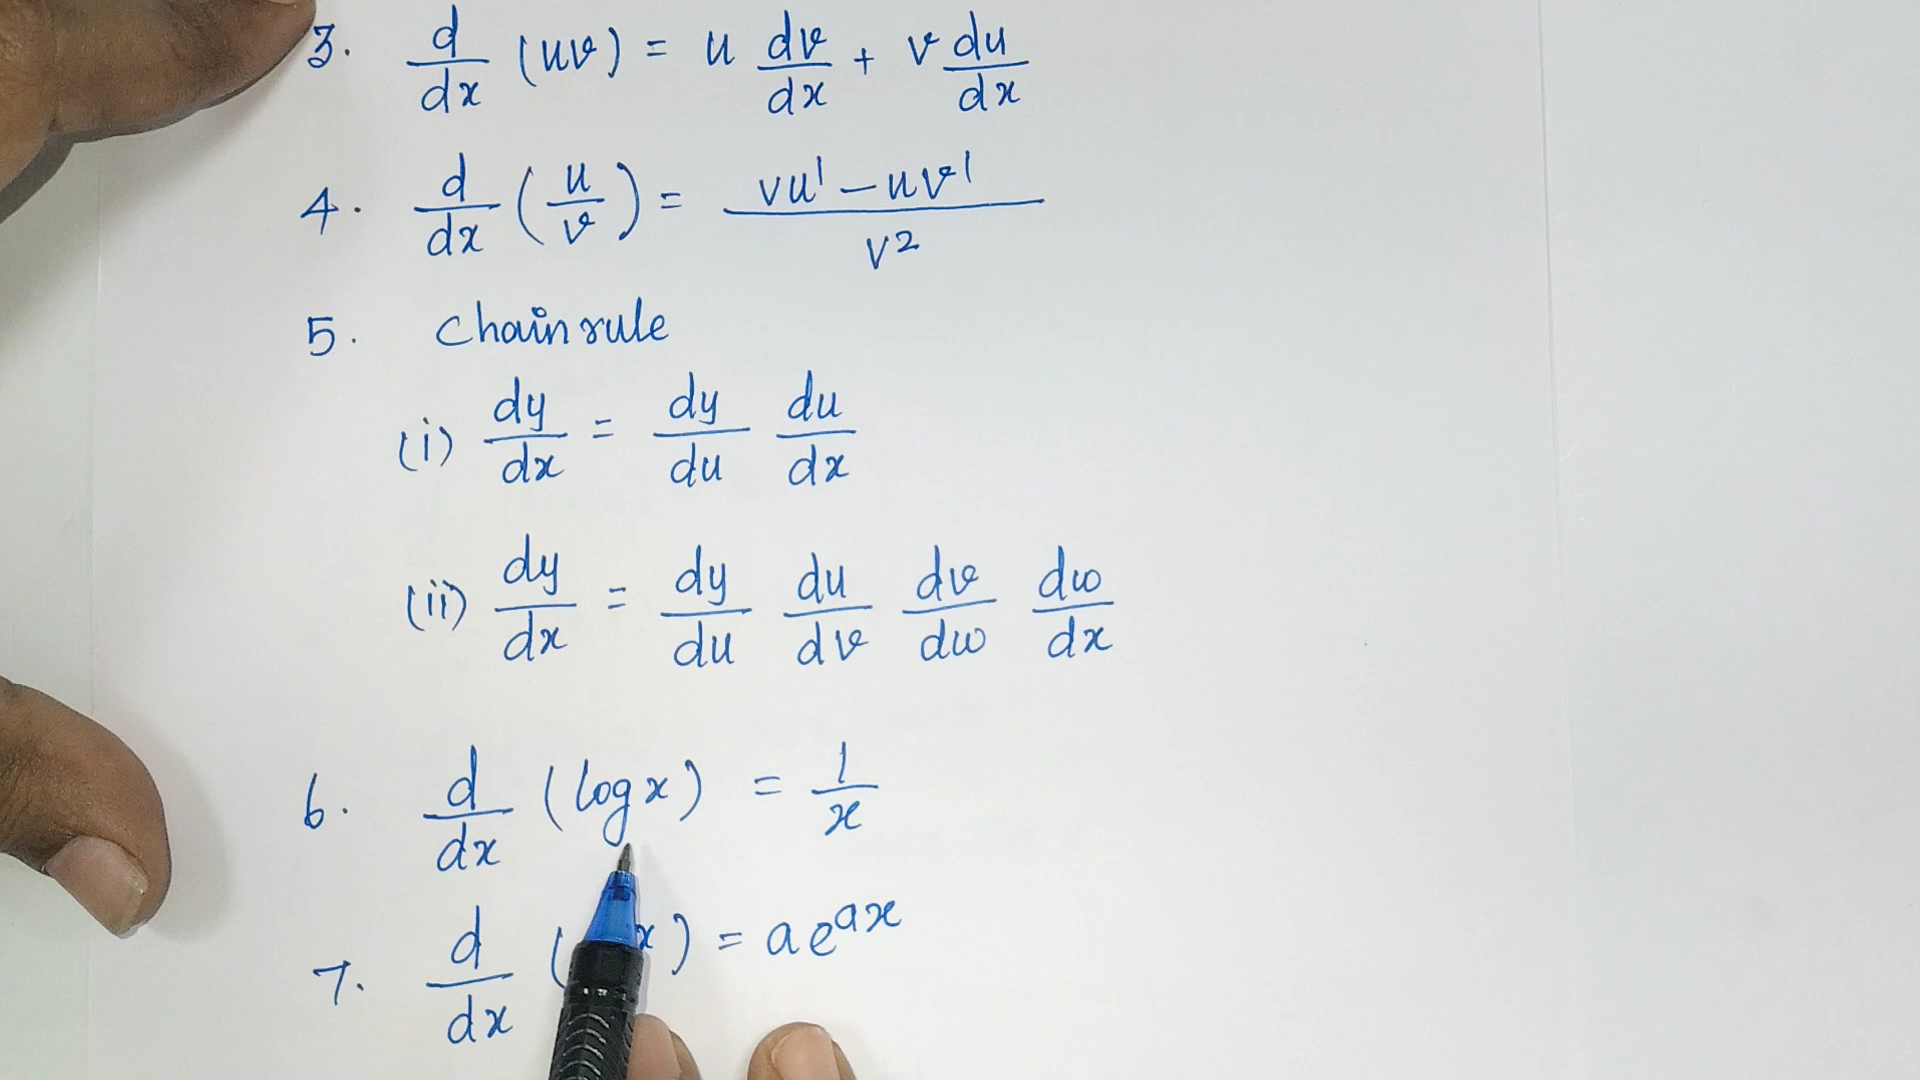 3. d/dx (uv) = u dv/dx + v du/dx
4. d/dx (u/v) = vu' - uv' / v²
5. Chain rule
(i) dy/dx = dy/du du/dx
(ii) dy/dx = dy/du du/dv dv/dw dw/dx
6. d/dx (log x) = 1/x
7. d/dx ( x) = a e^ax